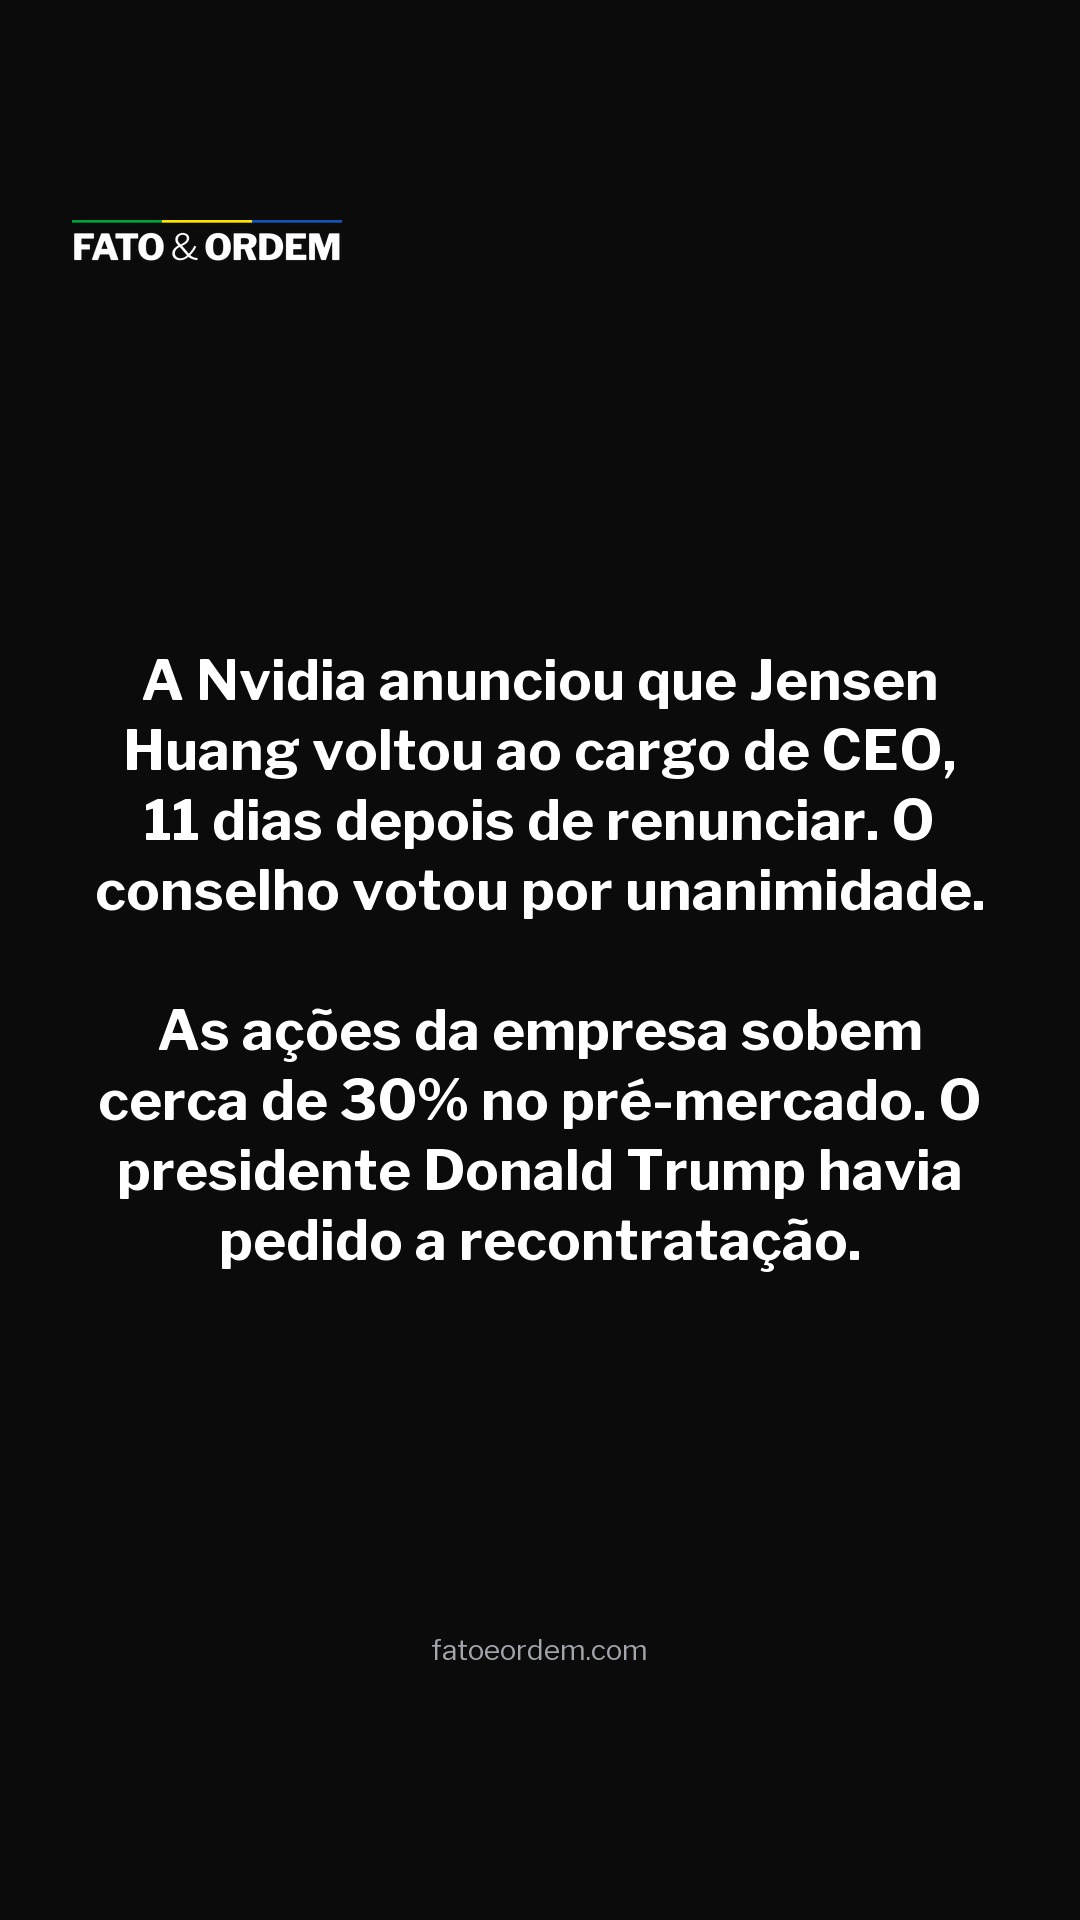 FATO & ORDEM
A Nvidia anunciou que Jensen
Huang voltou ao cargo de CEO,
11 dias depois de renunciar. O
conselho votou por unanimidade.
As ações da empresa sobem
cerca de 30% no pré-mercado. O
presidente Donald Trump havia
pedido a recontratação.
fatoeordem.com